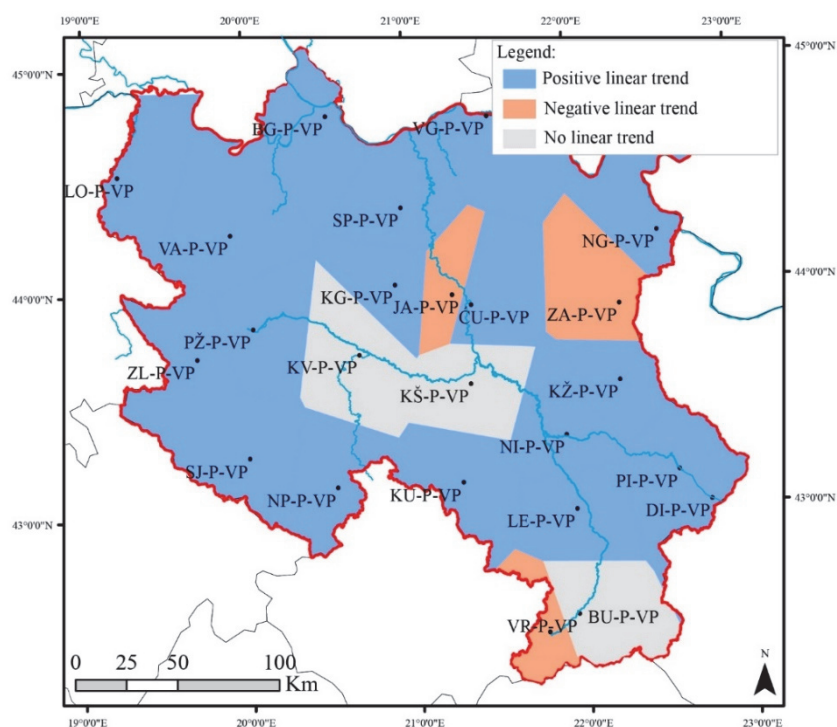 19°0'0"E 20°0'0"E 21°0'0"E 22°0'0"E 23°0'0"E
Legend:
Positive linear trend
Negative linear trend
No linear trend
45°0'0"N 45°0'0"N
BG-P-VP VG-P-VP
LO-P-VP
SP-P-VP
VA-P-VP NG-P-VP
44°0'0"N 44°0'0"N
KG-P-VP JA-P-VP ĆU-P-VP ZA-P-VP
PŽ-P-VP
ZL-P-VP KV-P-VP
KŠ-P-VP KŽ-P-VP
NI-P-VP
SJ-P-VP PI-P-VP
NP-P-VP KU-P-VP
43°0'0"N LE-P-VP DI-P-VP 43°0'0"N
VR-P-VP BU-P-VP
0 25 50 100
Km
N
19°0'0"E 20°0'0"E 21°0'0"E 22°0'0"E 23°0'0"E